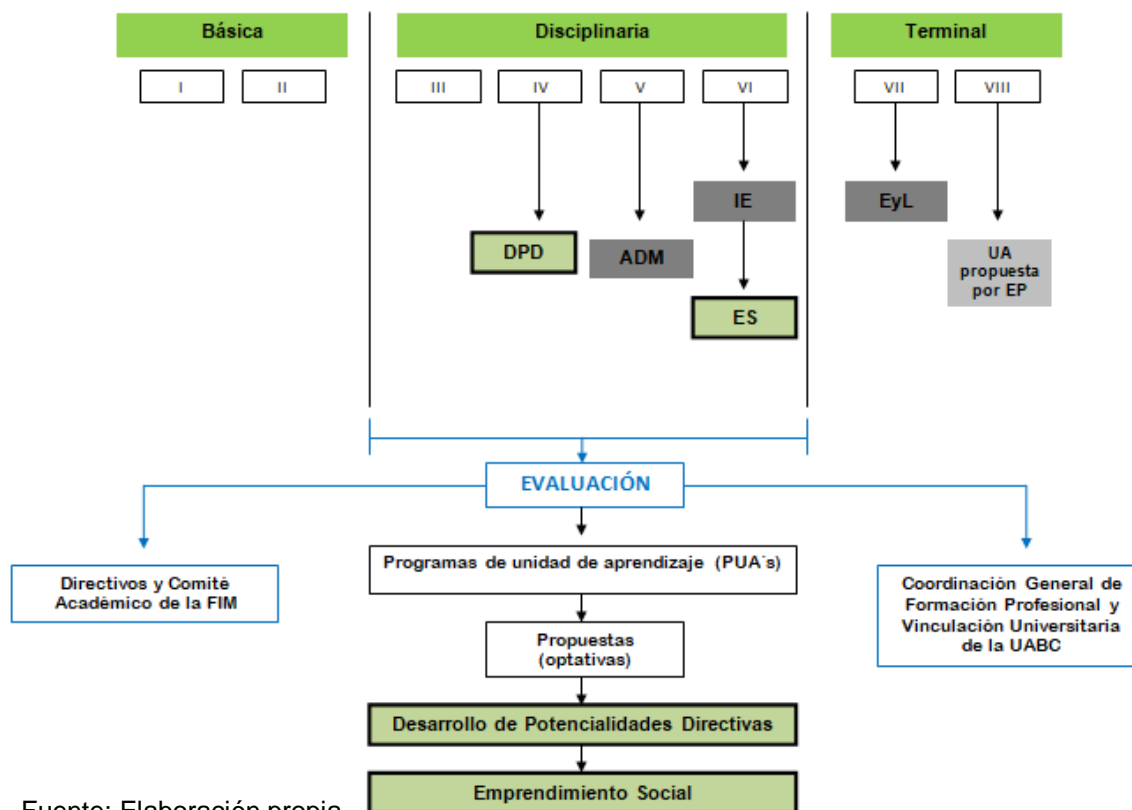 Básica
Disciplinaria
Terminal
I
II
III
IV
V
VI
VII
VIII
IE
EyL
DPD
ADM
UA
propuesta
por EP
ES
EVALUACIÓN
Programas de unidad de aprendizaje (PUA`s)
Directivos y Comité
Académico de la FIM
Coordinación General de
Formación Profesional y
Vinculación Universitaria
de la UABC
Propuestas
(optativas)
Desarrollo de Potencialidades Directivas
Emprendimiento Social
Fuente: Elaboración propia